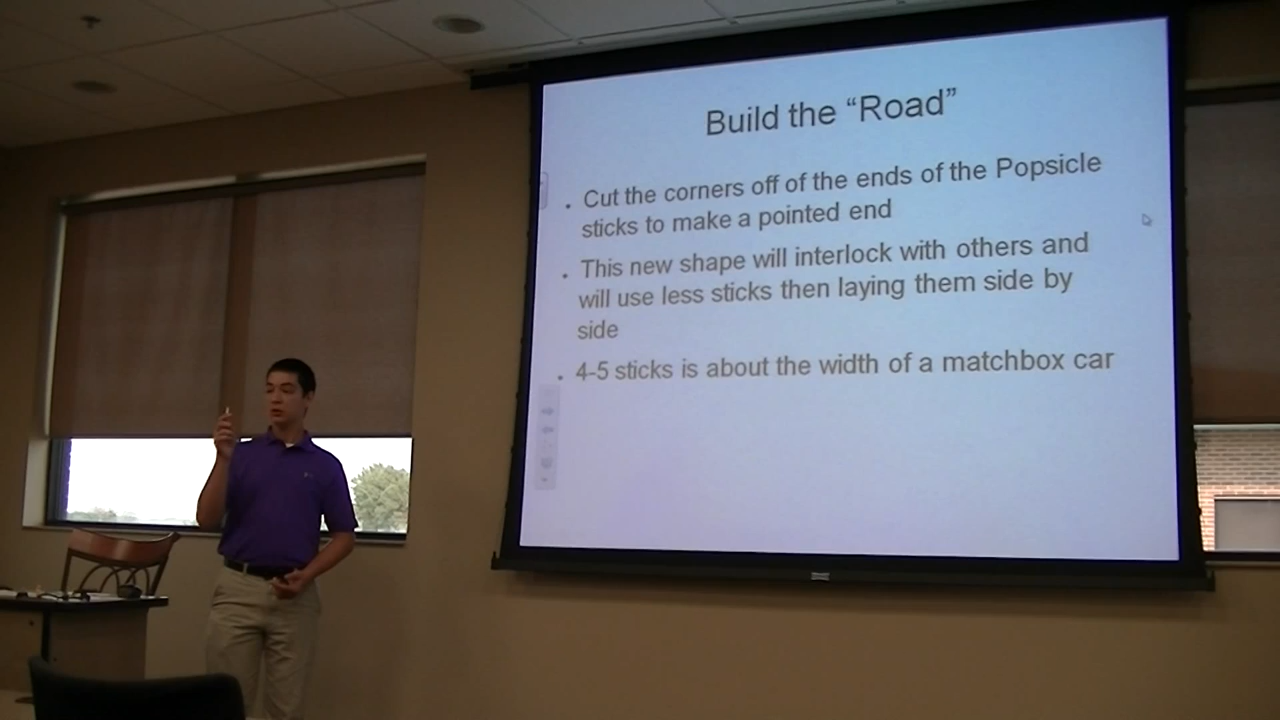 Build the “Road”
. Cut the corners off of the ends of the Popsicle
sticks to make a pointed end
. This new shape will interlock with others and
will use less sticks then laying them side by
side
. 4-5 sticks is about the width of a matchbox car